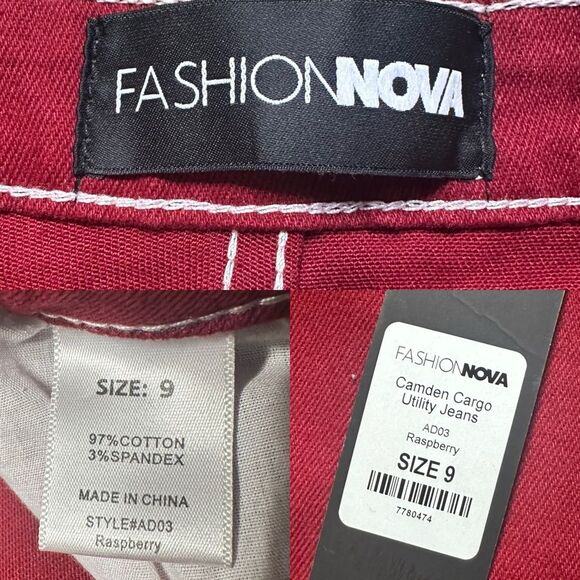 FASHIONNOVA
SIZE: 9
97%COTTON
3%SPANDEX
MADE IN CHINA
STYLE#AD03
Raspberry
FASHIONNOVA
Camden Cargo
Utility Jeans
AD03
Raspberry
SIZE 9
7780474